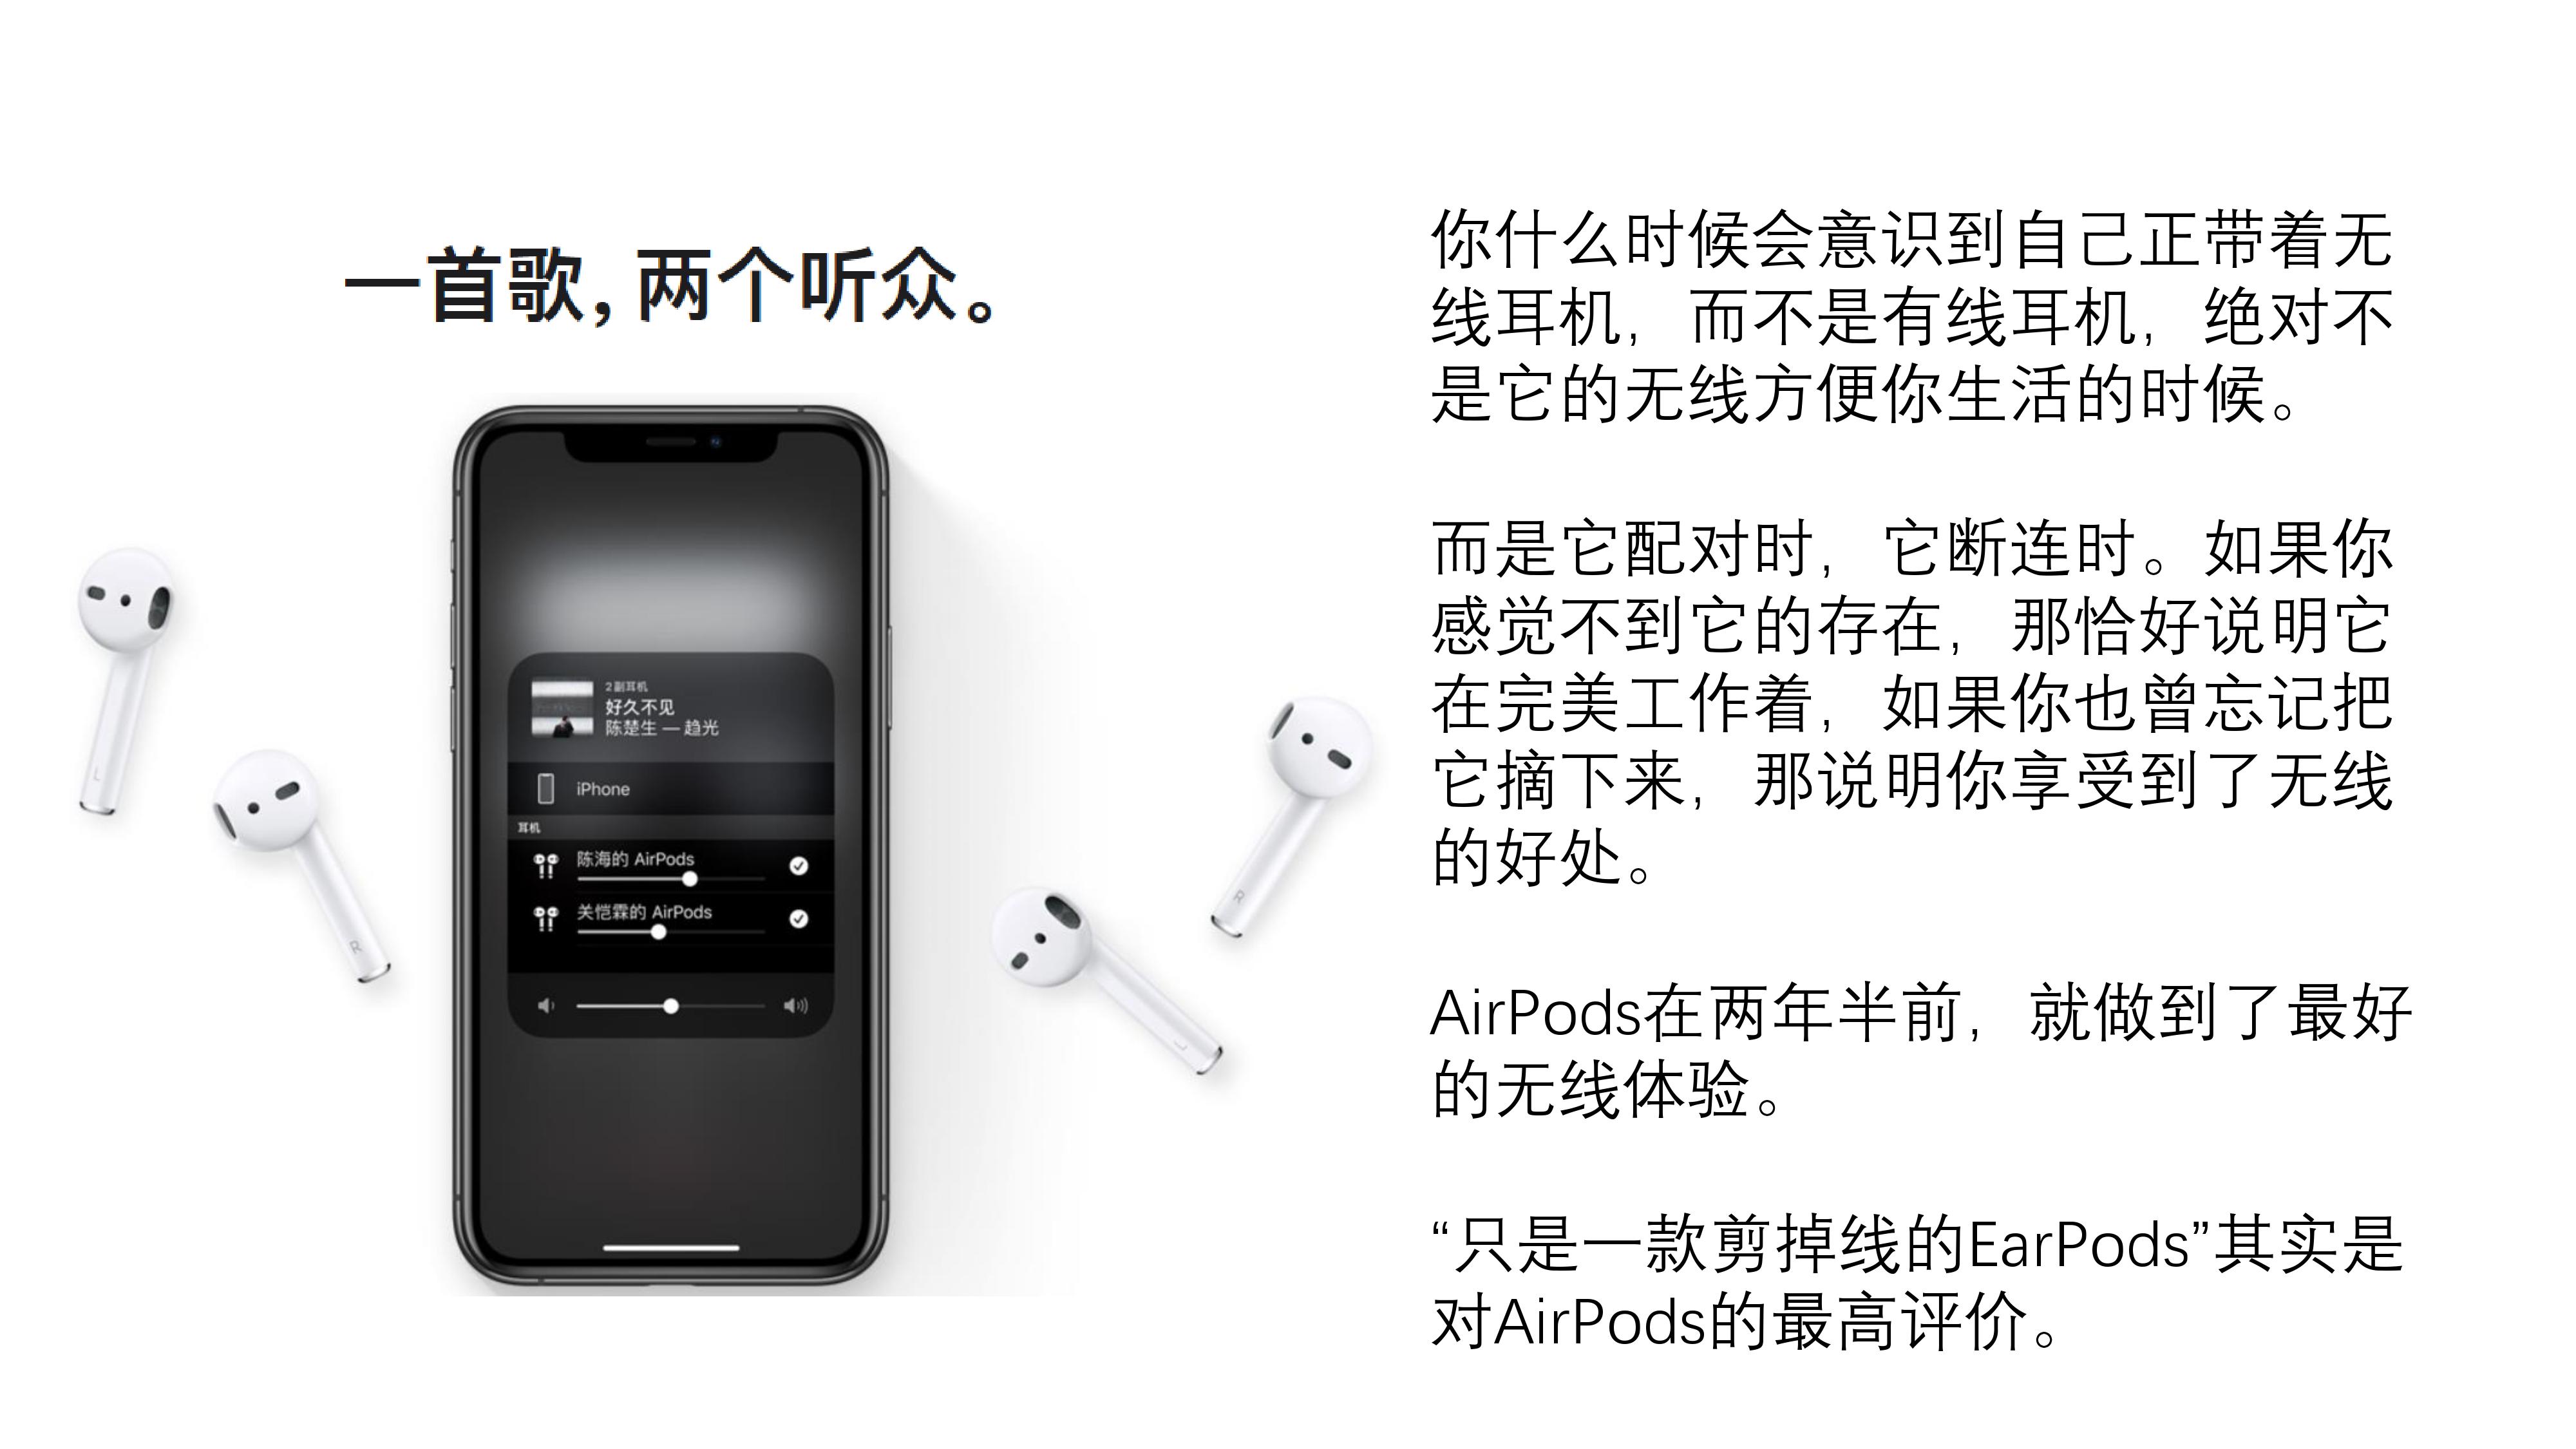 一首歌，两个听众。
2副耳机
好久不见
陈楚生 — 趋光
iPhone
耳机
陈海的 AirPods
关恺霖的 AirPods
L
R
R
L
你什么时候会意识到自己正带着无
线耳机，而不是有线耳机，绝对不
是它的无线方便你生活的时候。
而是它配对时，它断连时。如果你
感觉不到它的存在，那恰好说明它
在完美工作着，如果你也曾忘记把
它摘下来，那说明你享受到了无线
的好处。
AirPods在两年半前，就做到了最好
的无线体验。
“只是一款剪掉线的EarPods”其实是
对AirPods的最高评价。